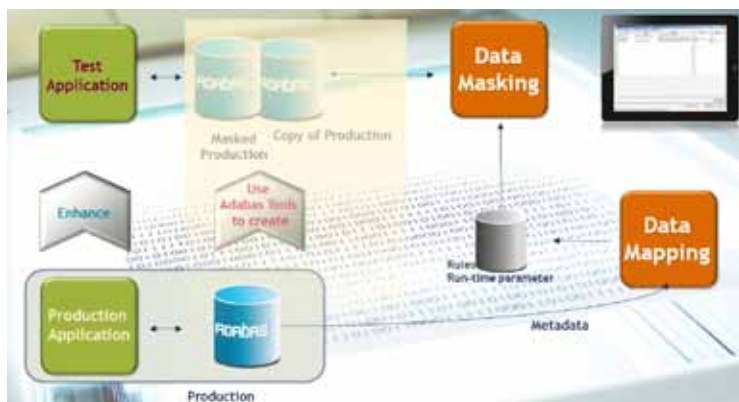 Test
Application
ADABAS
ADABAS
Masked
Production
Copy of Production
Data
Masking
Enhance
Use
Adabas Tools
to create
Rules
Run-time parameter
Data
Mapping
Production
Application
ADABAS
Metadata
Production